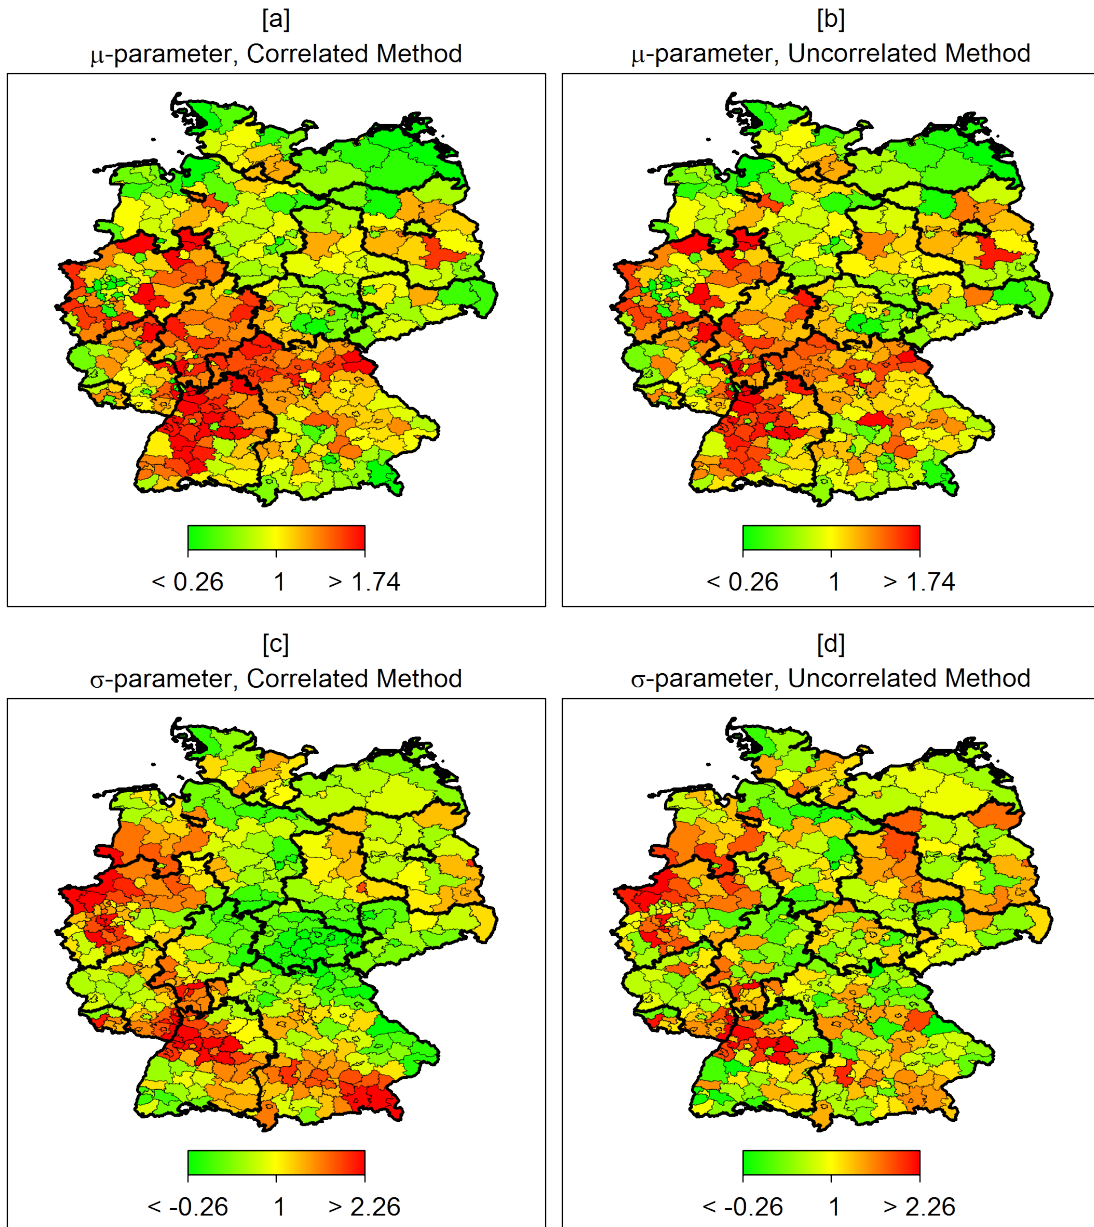 [a]
μ-parameter, Correlated Method
< 0.26 1 > 1.74
[b]
μ-parameter, Uncorrelated Method
< 0.26 1 > 1.74
[c]
σ-parameter, Correlated Method
< -0.26 1 > 2.26
[d]
σ-parameter, Uncorrelated Method
< -0.26 1 > 2.26